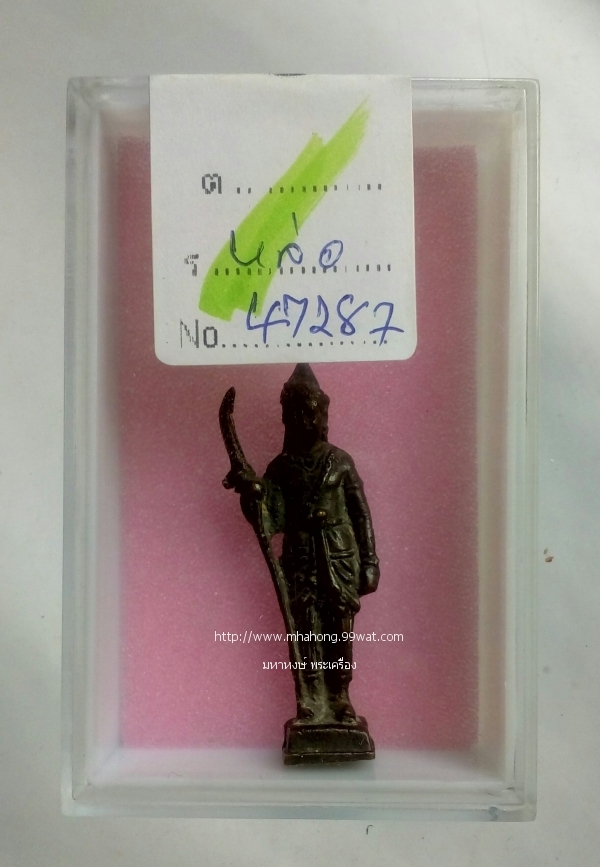 ต...............
ร...หล่อ.........
No...47287
http://www.mhahong.99wat.com
มหาหงษ์ พระเครื่อง